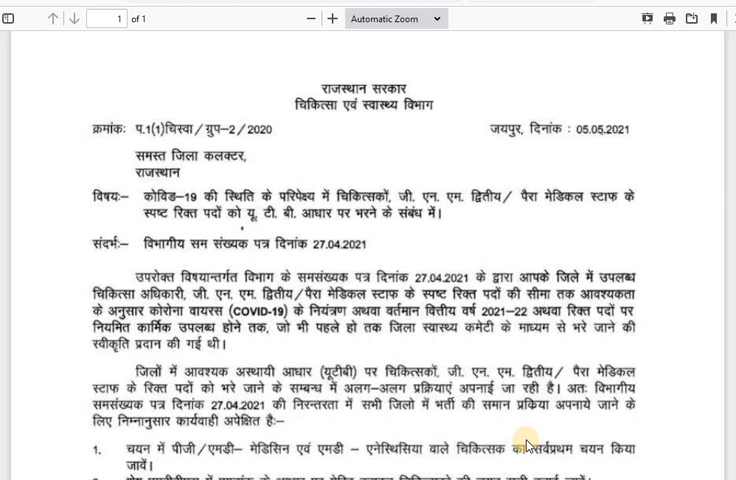 1
of 1
Automatic Zoom
राजस्थान सरकार
चिकित्सा एवं स्वास्थ्य विभाग
क्रमांकः प.1(1)चिस्वा/ग्रुप–2/2020
जयपुर, दिनांक : 05.05.2021
समस्त जिला कलक्टर,
राजस्थान
विषयः– कोविड–19 की स्थिति के परिपेक्ष्य में चिकित्सकों, जी. एन. एम. द्वितीय/ पैरा मेडिकल स्टाफ के
स्पष्ट रिक्त पदों को यू. टी. बी. आधार पर भरने के संबंध में।
संदर्भः– विभागीय सम संख्यक पत्र दिनांक 27.04.2021
उपरोक्त विषयान्तर्गत विभाग के समसंख्यक पत्र दिनांक 27.04.2021 के द्वारा आपके जिले में उपलब्ध
चिकित्सा अधिकारी, जी. एन. एम. द्वितीय/पैरा मेडिकल स्टाफ के स्पष्ट रिक्त पदों की सीमा तक आवश्यकता
के अनुसार कोरोना वायरस (COVID-19) के नियंत्रण अथवा वर्तमान वित्तीय वर्ष 2021–22 अथवा रिक्त पदों पर
नियमित कार्मिक उपलब्ध होने तक, जो भी पहले हो तक जिला स्वास्थ्य कमेटी के माध्यम से भरे जाने की
स्वीकृति प्रदान की गई थी।
जिलों में आवश्यक अस्थायी आधार (यूटीबी) पर चिकित्सकों, जी. एन. एम. द्वितीय/ पैरा मेडिकल
स्टाफ के रिक्त पदों को भरे जाने के सम्बन्ध में अलग–अलग प्रक्रियाएं अपनाई जा रही है। अतः विभागीय
समसंख्यक पत्र दिनांक 27.04.2021 की निरन्तरता में सभी जिलो में भर्ती की समान प्रकिया अपनाये जाने के
लिए निम्नानुसार कार्यवाही अपेक्षित हैः–
1. चयन में पीजी/एमडी– मेडिसिन एवं एमडी – एनेस्थिसिया वाले चिकित्सक का सर्वप्रथम चयन किया
जावें।